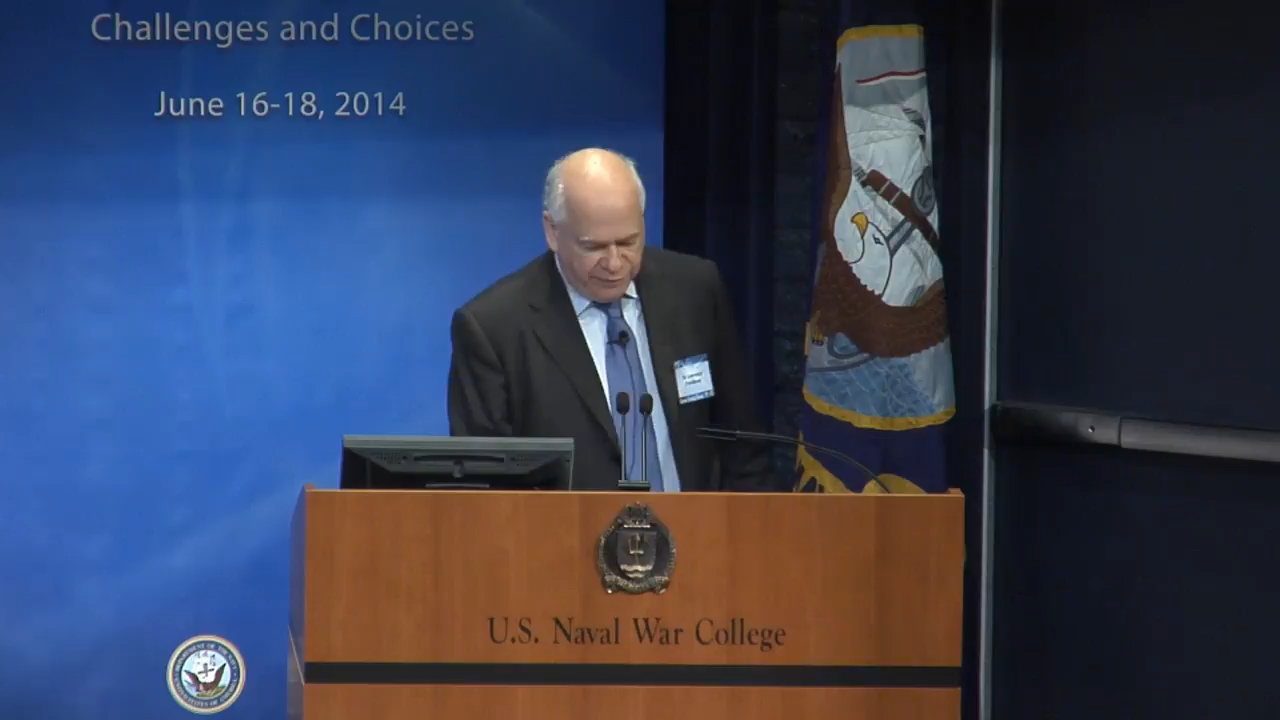 Challenges and Choices
June 16-18, 2014
U.S. Naval War College